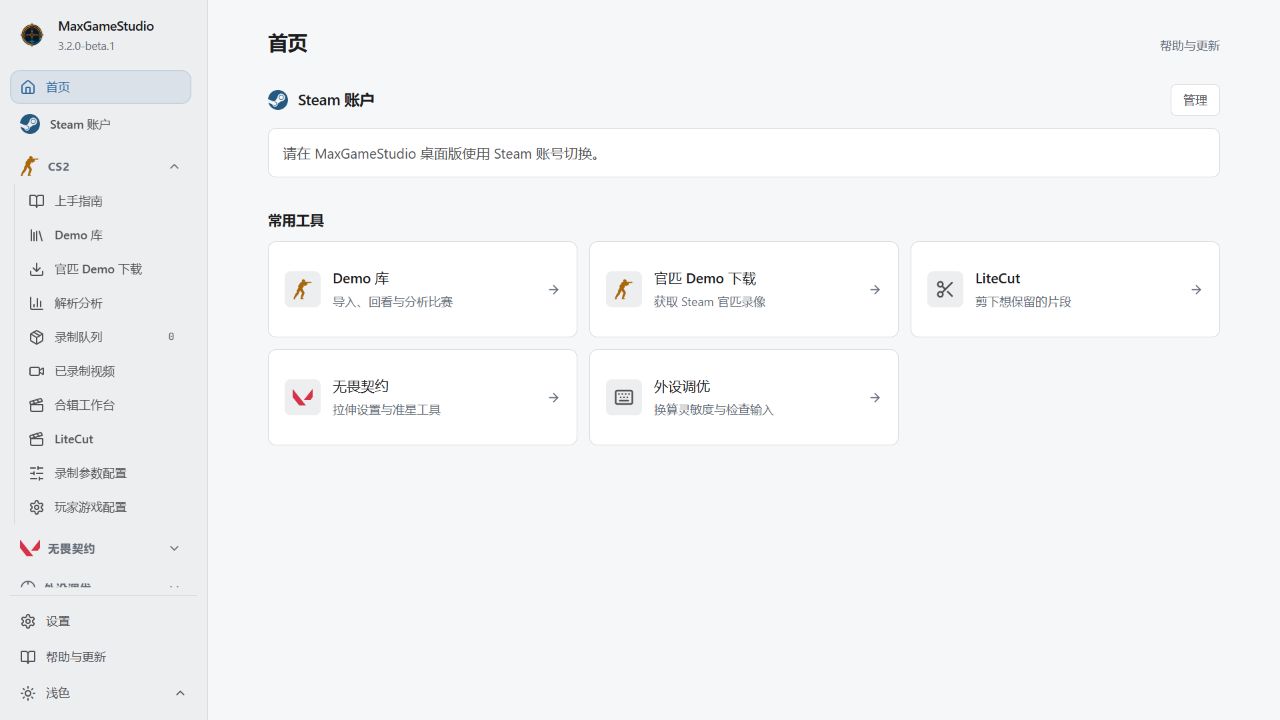 MaxGameStudio
3.2.0-beta.1
首页
Steam 账户
CS2
上手指南
Demo 库
官匹 Demo 下载
解析分析
录制队列 0
已录制视频
合辑工作台
LiteCut
录制参数配置
玩家游戏配置
无畏契约
设置
帮助与更新
浅色
首页
帮助与更新
Steam 账户
管理
请在 MaxGameStudio 桌面版使用 Steam 账号切换。
常用工具
Demo 库
导入、回看与分析比赛
官匹 Demo 下载
获取 Steam 官匹录像
LiteCut
剪下想保留的片段
无畏契约
拉伸设置与准星工具
外设调优
换算灵敏度与检查输入